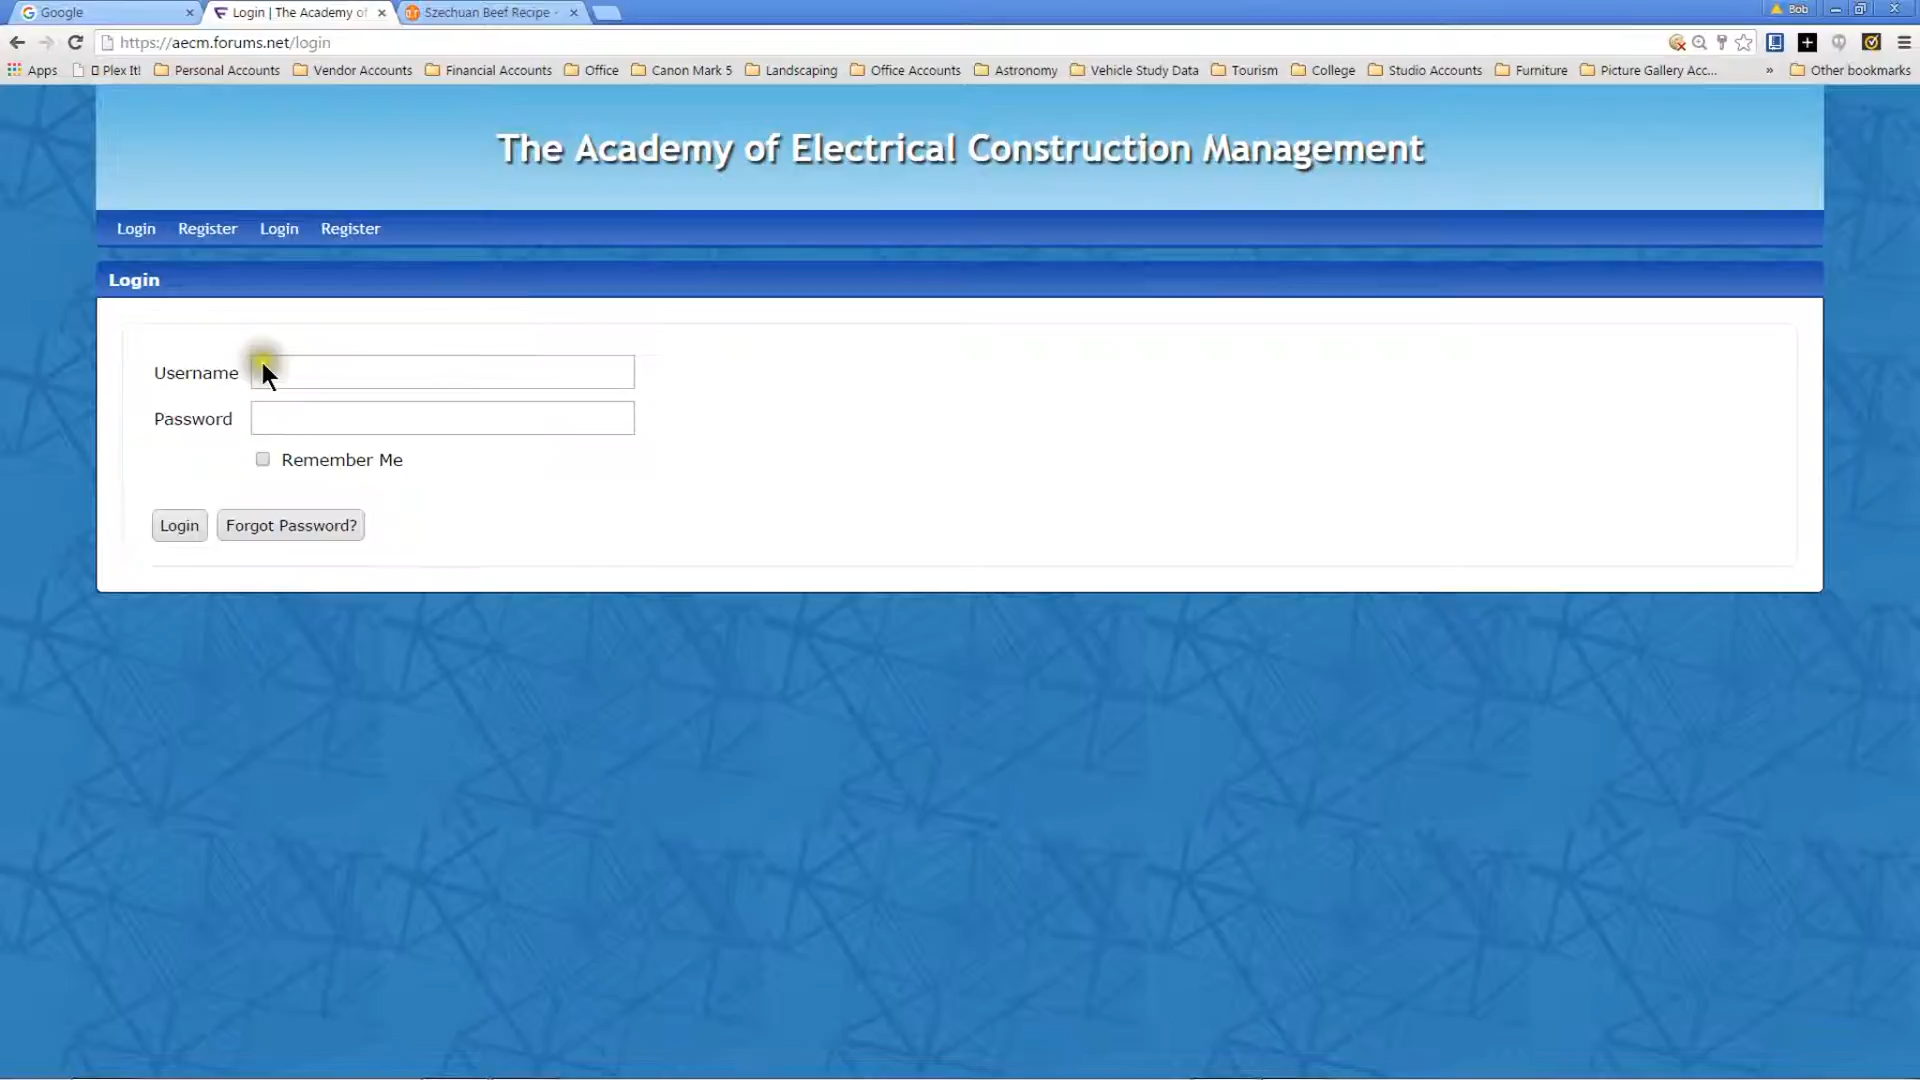 Google
Login | The Academy of
Szechuan Beef Recipe -
Bob
https://aecm.forums.net/login
Apps
Plex It!
Personal Accounts
Vendor Accounts
Financial Accounts
Office
Canon Mark 5
Landscaping
Office Accounts
Astronomy
Vehicle Study Data
Tourism
College
Studio Accounts
Furniture
Picture Gallery Acc...
»
Other bookmarks
The Academy of Electrical Construction Management
Login Register Login Register
Login
Username
Password
Remember Me
Login Forgot Password?